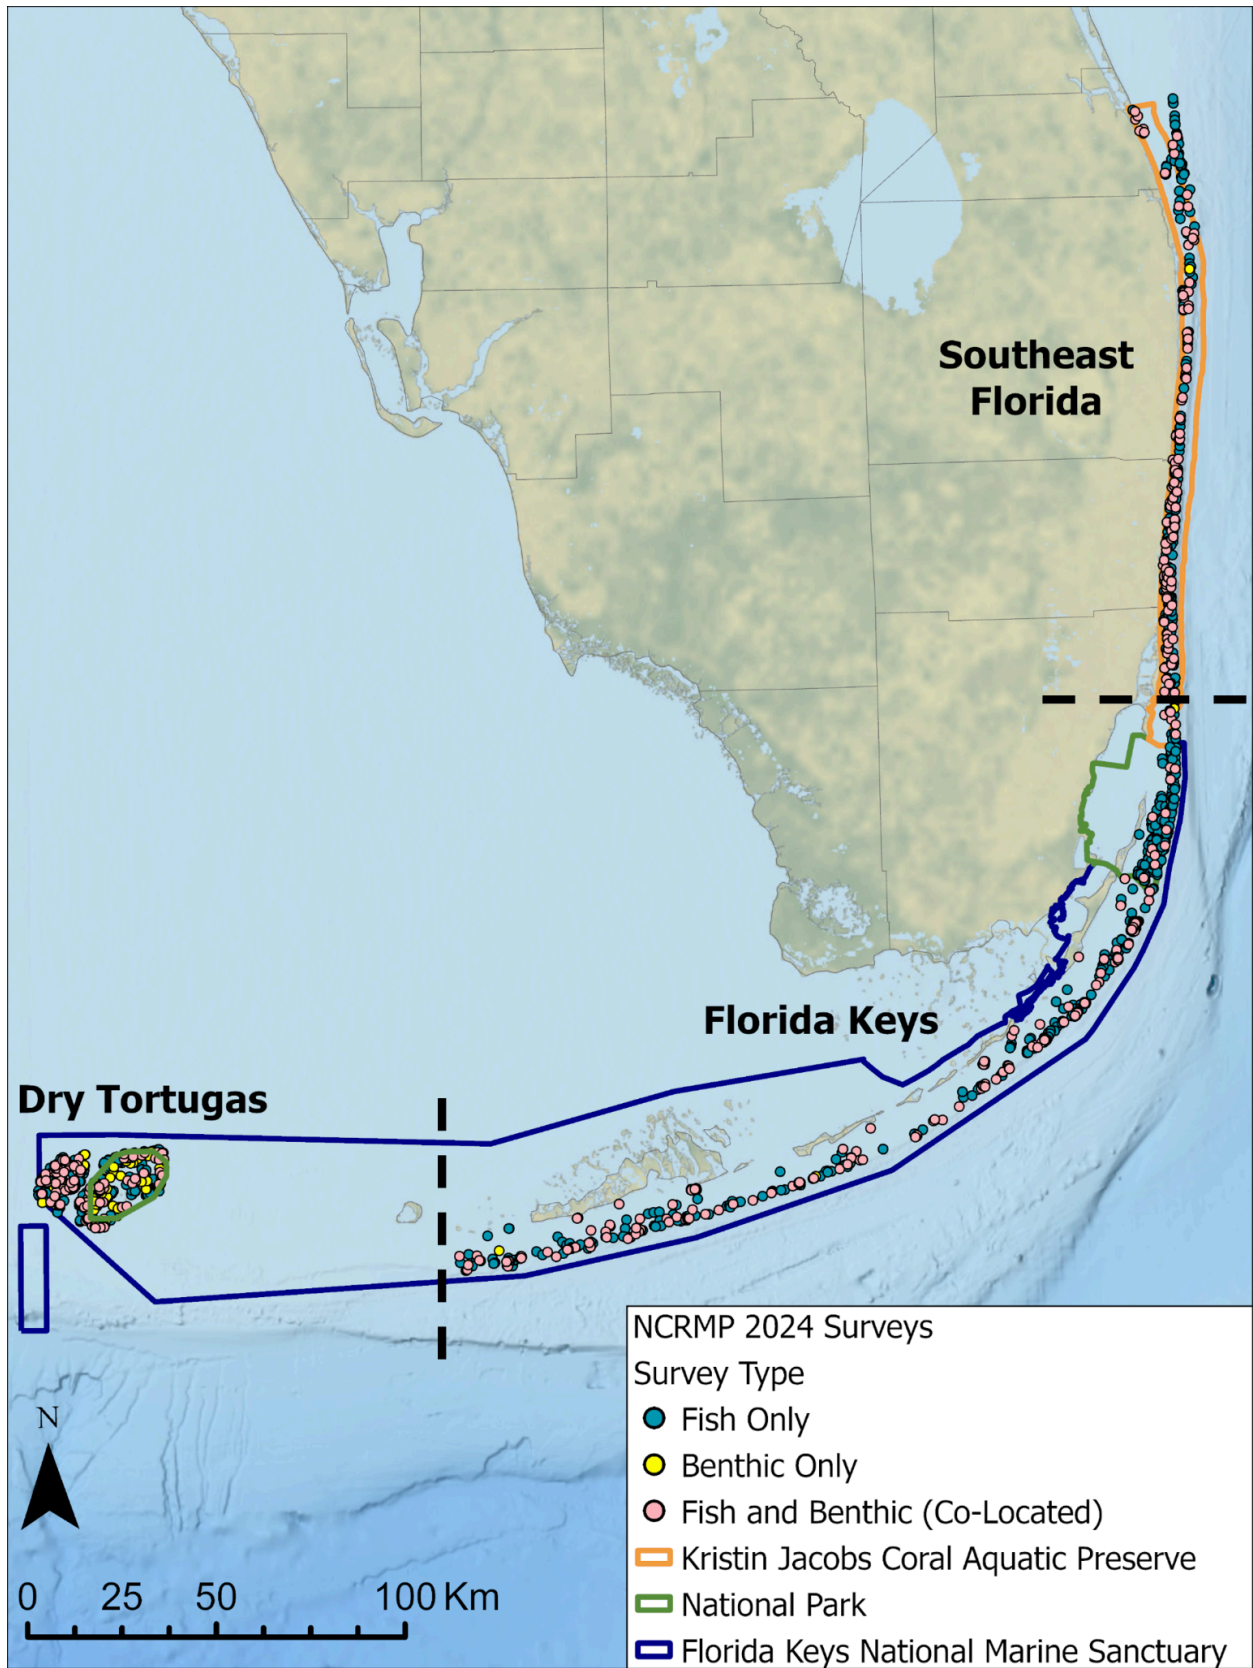 Southeast
Florida
Florida Keys
Dry Tortugas
NCRMP 2024 Surveys
Survey Type
Fish Only
Benthic Only
Fish and Benthic (Co-Located)
Kristin Jacobs Coral Aquatic Preserve
National Park
Florida Keys National Marine Sanctuary
N
0 25 50 100 Km